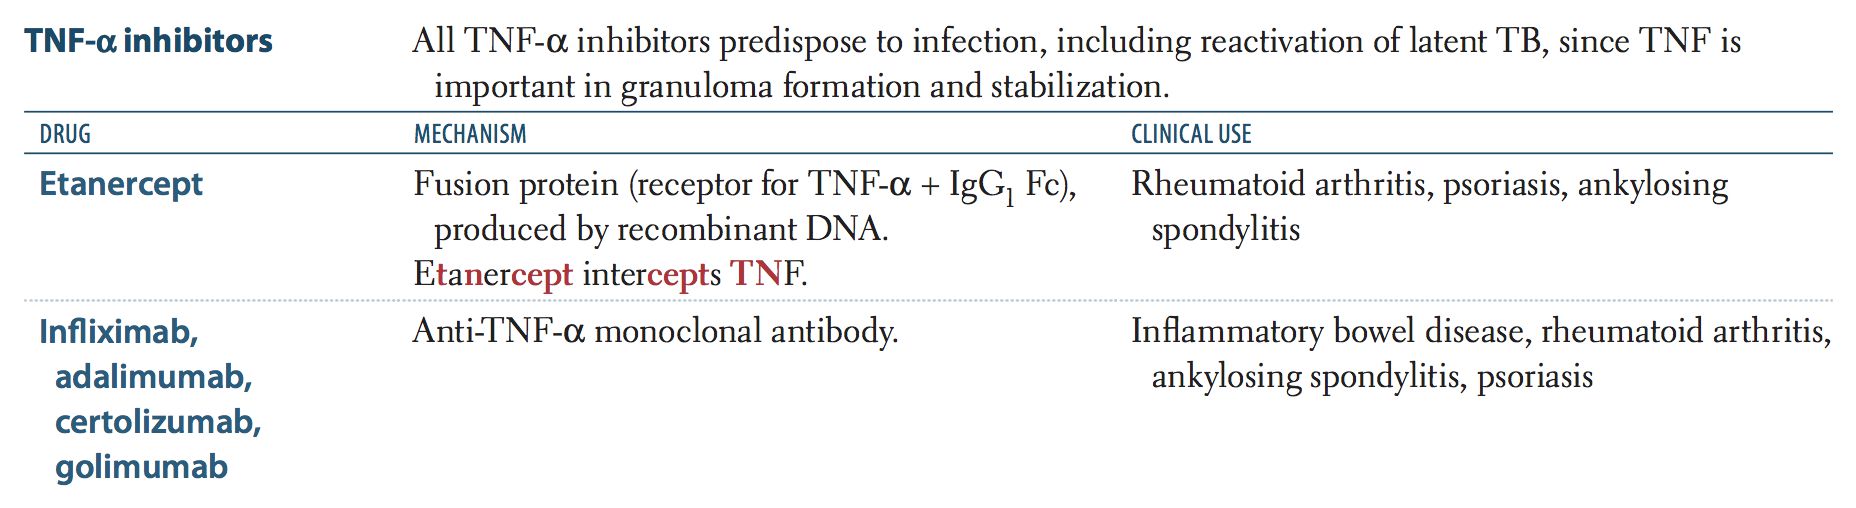 TNF-α inhibitors
All TNF-α inhibitors predispose to infection, including reactivation of latent TB, since TNF is
important in granuloma formation and stabilization.
DRUG MECHANISM CLINICAL USE
Etanercept
Fusion protein (receptor for TNF-α + IgG1 Fc),
produced by recombinant DNA.
Etanercept intercepts TNF.
Rheumatoid arthritis, psoriasis, ankylosing
spondylitis
Infliximab,
adalimumab,
certolizumab,
golimumab
Anti-TNF-α monoclonal antibody.
Inflammatory bowel disease, rheumatoid arthritis,
ankylosing spondylitis, psoriasis